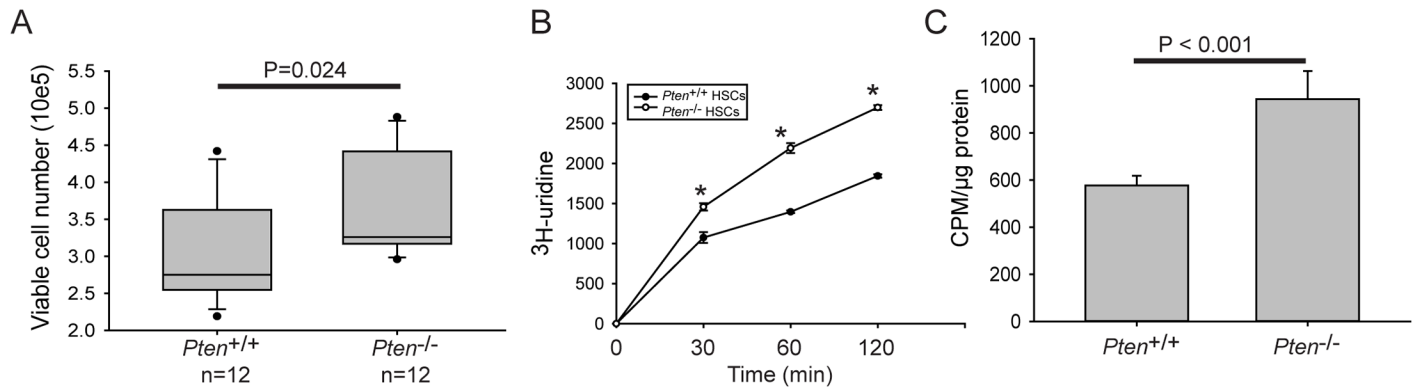 A
Viable cell number (10e5)
5.5
5.0
4.5
4.0
3.5
3.0
2.5
2.0
P=0.024
Pten+/+
n=12
Pten-/-
n=12
B
3H-uridine
3000
2500
2000
1500
1000
500
0
Pten+/+ HSCs
Pten-/- HSCs
*
*
*
*
0
30
60
120
Time (min)
C
CPM/µg protein
1200
1000
800
600
400
200
0
P < 0.001
Pten+/+
Pten-/-